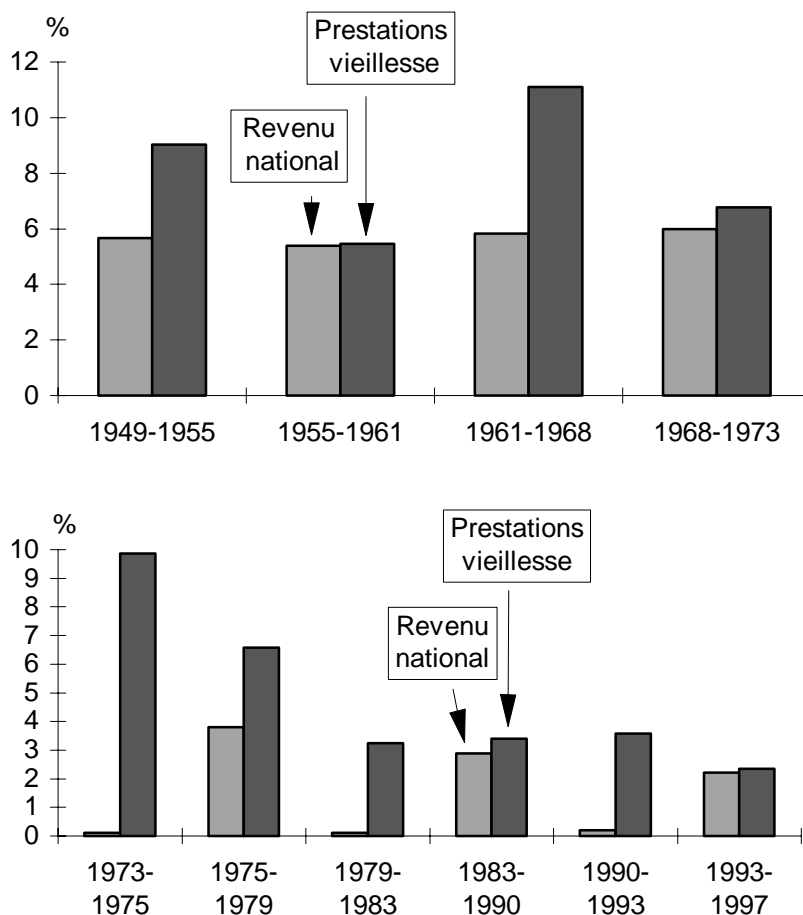 %
Prestations
vieillesse
Revenu
national
12
10
8
6
4
2
0
1949-1955 1955-1961 1961-1968 1968-1973
%
Prestations
vieillesse
Revenu
national
10
9
8
7
6
5
4
3
2
1
0
1973- 1975- 1979- 1983- 1990- 1993-
1975 1979 1983 1990 1993 1997